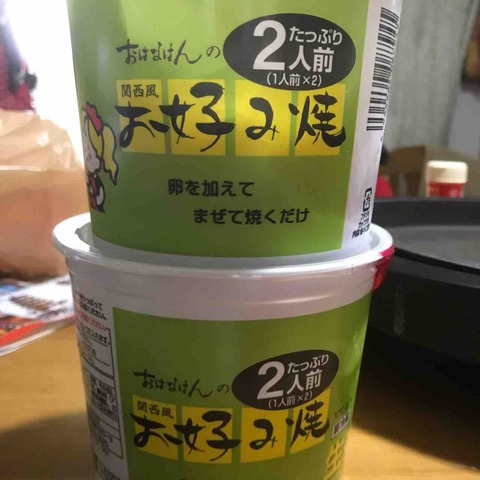 おはなはんの
たっぷり
2人前
(1人前×2)
関西風
お好み焼
卵を加えて
まぜて焼くだけ
おはなはんの
たっぷり
2人前
(1人前×2)
関西風
お好み焼